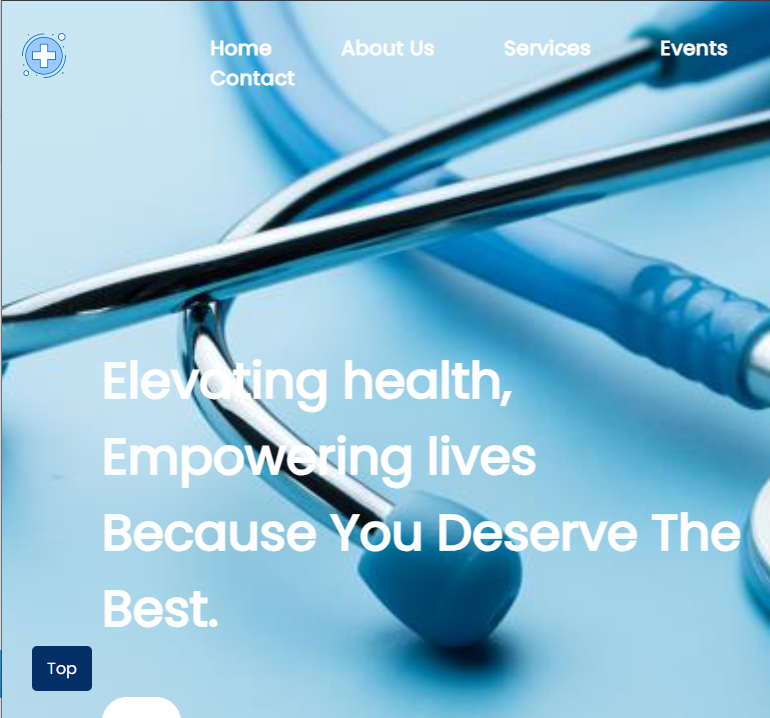 Home About Us Services Events
Contact
Elevating health,
Empowering lives
Because You Deserve The
Best.
Top